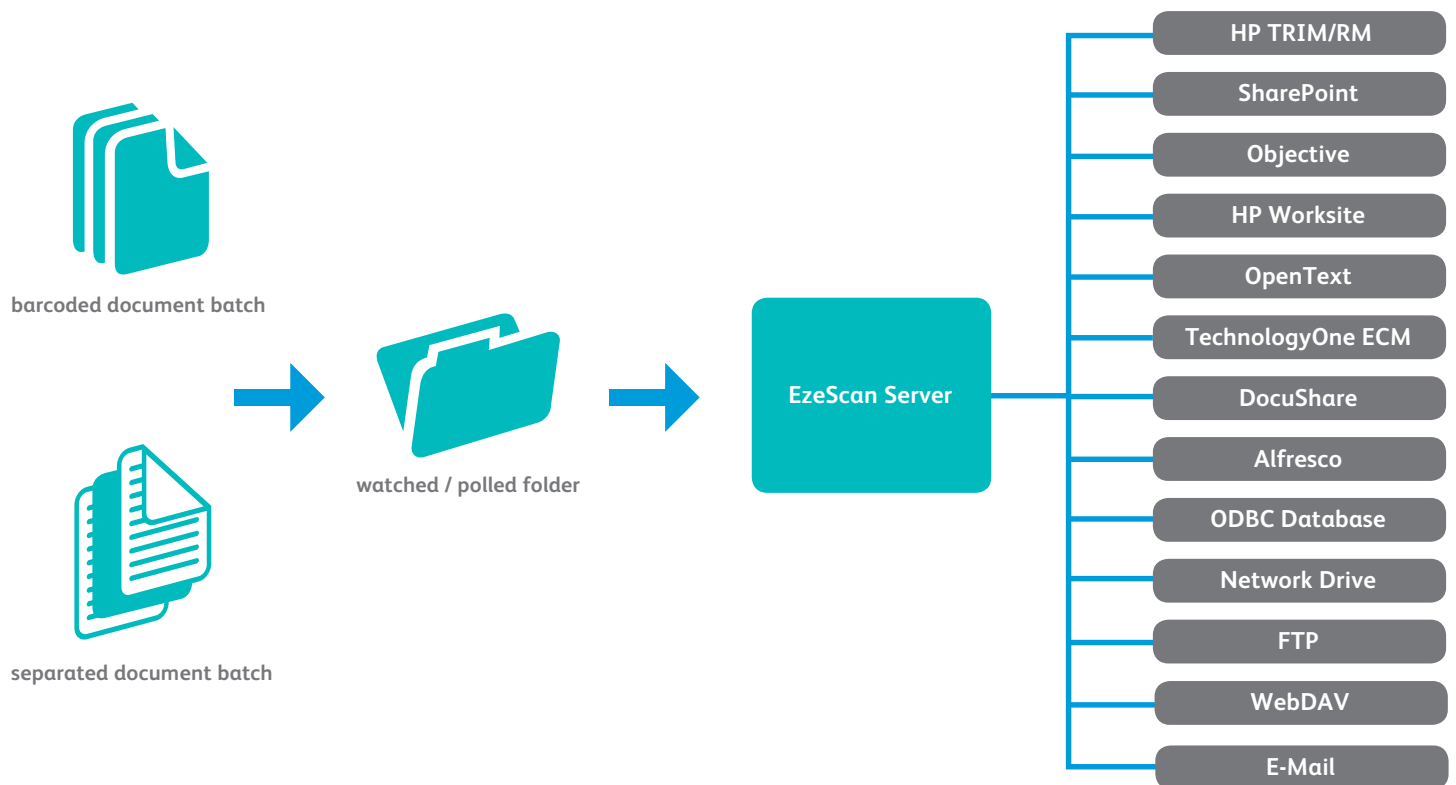 barcoded document batch
separated document batch
watched / polled folder
EzeScan Server
HP TRIM/RM
SharePoint
Objective
HP Worksite
OpenText
TechnologyOne ECM
DocuShare
Alfresco
ODBC Database
Network Drive
FTP
WebDAV
E-Mail